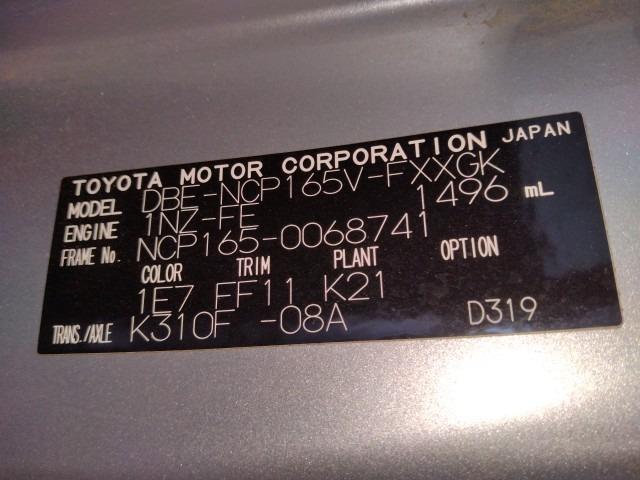 TOYOTA MOTOR CORPORATION JAPAN
MODEL DBE-NCP165V-FXXGK
ENGINE 1NZ-FE 1496 mL
FRAME No. NCP165-0068741
COLOR TRIM PLANT OPTION
1E7 FF11 K21
TRANS./AXLE K310F -08A D319